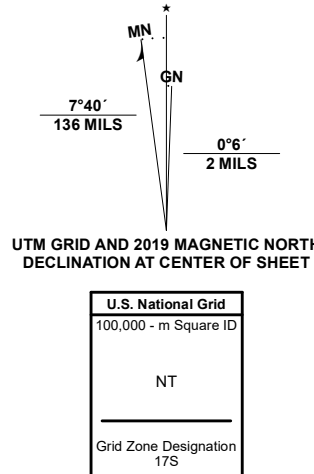 ★
MN
GN
7°40´
136 MILS
0°6´
2 MILS
UTM GRID AND 2019 MAGNETIC NORTH
DECLINATION AT CENTER OF SHEET
U.S. National Grid
100,000 - m Square ID
NT
Grid Zone Designation
17S